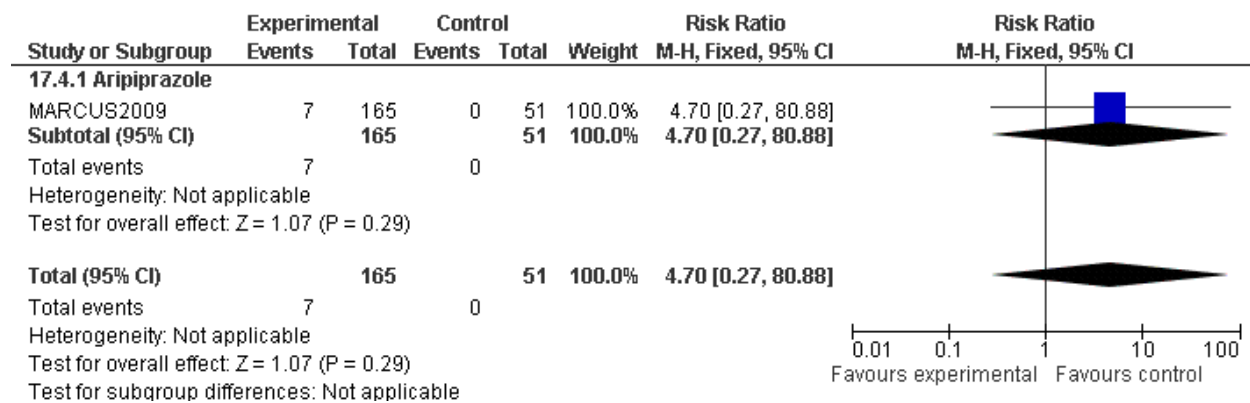 Experimental Control Risk Ratio Risk Ratio
Study or Subgroup Events Total Events Total Weight M-H, Fixed, 95% CI M-H, Fixed, 95% CI
17.4.1 Aripiprazole
MARCUS2009 7 165 0 51 100.0% 4.70 [0.27, 80.88]
Subtotal (95% CI) 165 51 100.0% 4.70 [0.27, 80.88]
Total events 7 0
Heterogeneity: Not applicable
Test for overall effect: Z = 1.07 (P = 0.29)
Total (95% CI) 165 51 100.0% 4.70 [0.27, 80.88]
Total events 7 0
Heterogeneity: Not applicable
Test for overall effect: Z = 1.07 (P = 0.29)
Test for subgroup differences: Not applicable
0.01 0.1 1 10 100
Favours experimental Favours control